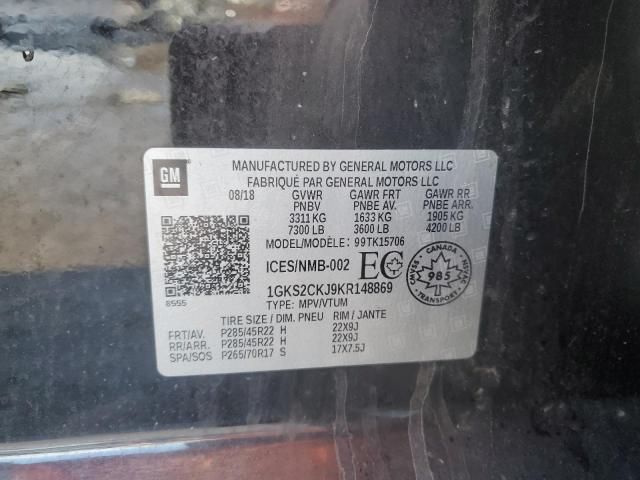 GM
MANUFACTURED BY GENERAL MOTORS LLC
FABRIQUÉ PAR GENERAL MOTORS LLC
08/18 GVWR GAWR FRT GAWR RR
PNBV PNBE AV. PNBE ARR.
3311 KG 1633 KG 1905 KG
7300 LB 3600 LB 4200 LB
MODEL/MODÈLE: 99TK15706
ICES/NMB-002 EC
1GKS2CKJ9KR148869
TYPE: MPV/VTUM
8555
CANADA
CMVSS 985 NSVAC
TRANSPORT
TIRE SIZE / DIM. PNEU RIM / JANTE
FRT/AV. P285/45R22 H 22X9J
RR/ARR. P285/45R22 H 22X9J
SPA/SOS P265/70R17 S 17X7.5J